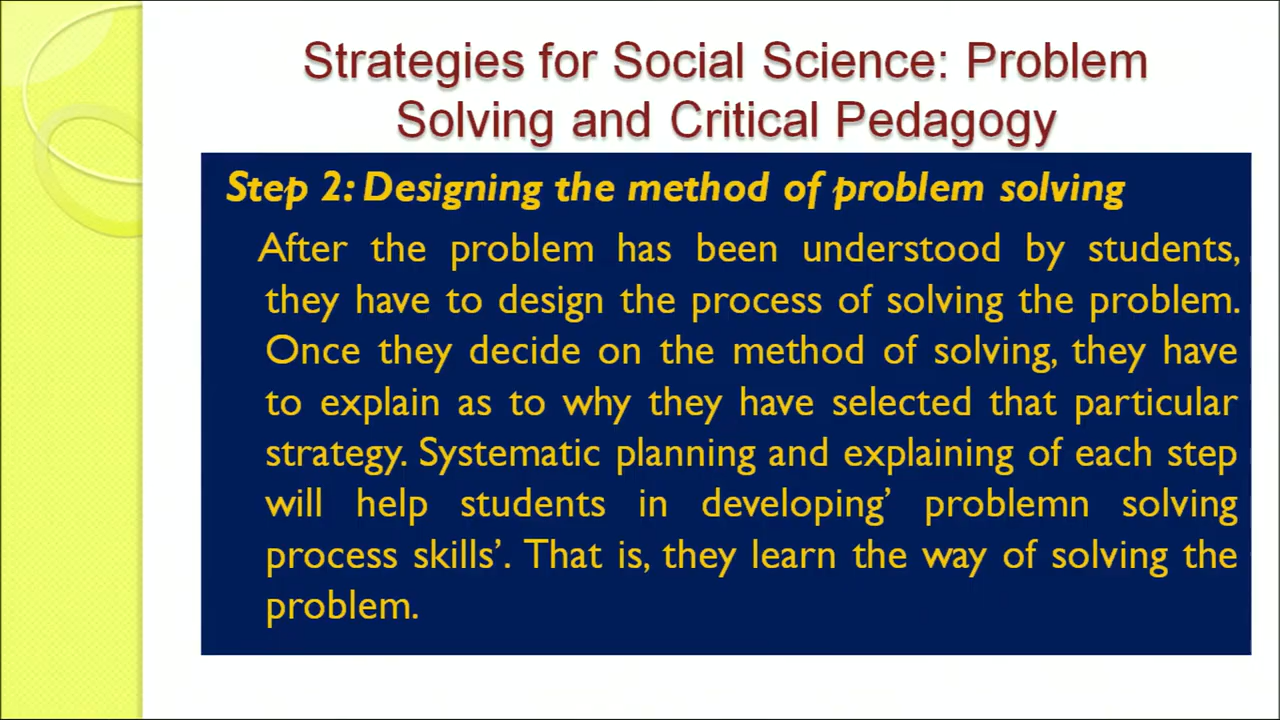 Strategies for Social Science: Problem
Solving and Critical Pedagogy
Step 2: Designing the method of problem solving
After the problem has been understood by students,
they have to design the process of solving the problem.
Once they decide on the method of solving, they have
to explain as to why they have selected that particular
strategy. Systematic planning and explaining of each step
will help students in developing’ problemn solving
process skills’. That is, they learn the way of solving the
problem.